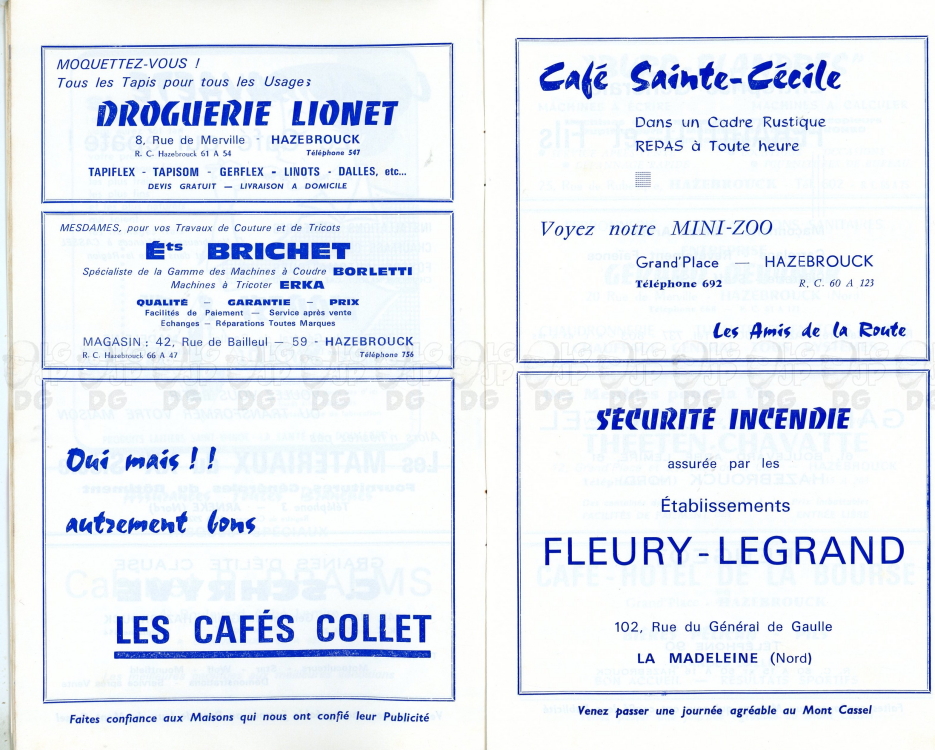 MOQUETTEZ-VOUS !
Tous les Tapis pour tous les Usages
DROGUERIE LIONET
8, Rue de Merville - HAZEBROUCK
R. C. Hazebrouck 61 A 54 Téléphone 547
TAPIFLEX - TAPISOM - GERFLEX - LINOTS - DALLES, etc...
DEVIS GRATUIT — LIVRAISON A DOMICILE
MESDAMES, pour vos Travaux de Couture et de Tricots
Éts BRICHET
Spécialiste de la Gamme des Machines à Coudre BORLETTI
Machines à Tricoter ERKA
QUALITÉ — GARANTIE — PRIX
Facilités de Paiement — Service après vente
Echanges — Réparations Toutes Marques
MAGASIN : 42, Rue de Bailleul — 59 - HAZEBROUCK
R. C. Hazebrouck 66 A 47 Téléphone 756
Oui mais ! !
autrement bons
LES CAFÉS COLLET
Faites confiance aux Maisons qui nous ont confié leur Publicité
Café Sainte-Cécile
Dans un Cadre Rustique
REPAS à Toute heure
Voyez notre MINI-ZOO
Grand'Place — HAZEBROUCK
Téléphone 692 R. C. 60 A 123
Les Amis de la Route
SÉCURITÉ INCENDIE
assurée par les
Établissements
FLEURY-LEGRAND
102, Rue du Général de Gaulle
LA MADELEINE (Nord)
Venez passer une journée agréable au Mont Cassel